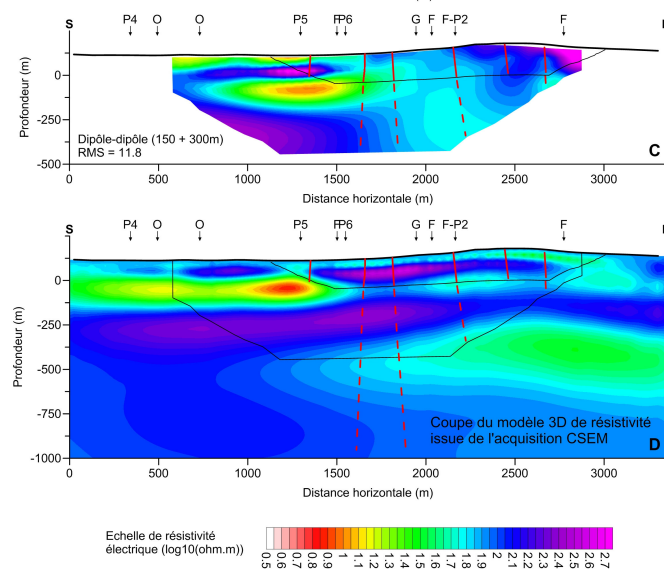 S P4 O O P5 F P6 G F F-P2 F
0
-250
-500
Profondeur (m)
Dipôle-dipôle (150 + 300m)
RMS = 11.8
C
0 500 1000 1500 2000 2500 3000
Distance horizontale (m)
S P4 O O P5 F P6 G F F-P2 F
0
-250
-500
-750
-1000
Profondeur (m)
Coupe du modèle 3D de résistivité
issue de l'acquisition CSEM
D
0 500 1000 1500 2000 2500 3000
Distance horizontale (m)
Echelle de résistivité
électrique (log10(ohm.m))
0.5 0.6 0.7 0.8 0.9 1 1.1 1.2 1.3 1.4 1.5 1.6 1.7 1.8 1.9 2 2.1 2.2 2.3 2.4 2.5 2.6 2.7